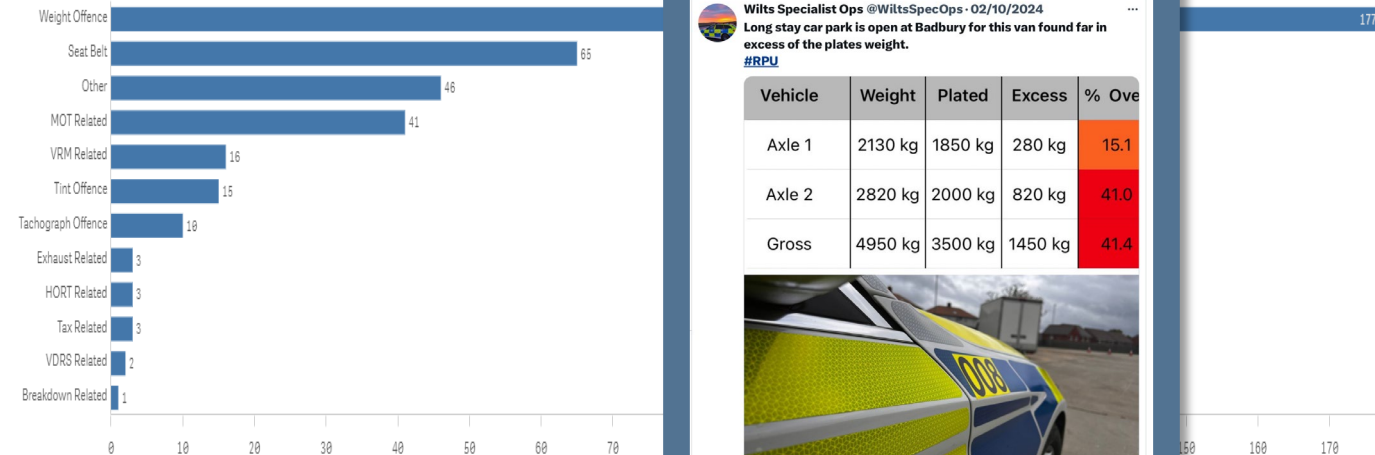 Weight Offence
177
Seat Belt 65
Other 46
MOT Related 41
VRM Related 16
Tint Offence 15
Tachograph Offence 10
Exhaust Related 3
HORT Related 3
Tax Related 3
VDRS Related 2
Breakdown Related 1
0 10 20 30 40 50 60 70
150 160 170
Wilts Specialist Ops @WiltsSpecOps · 02/10/2024 ...
Long stay car park is open at Badbury for this van found far in
excess of the plates weight.
#RPU
Vehicle Weight Plated Excess % Ove
Axle 1 2130 kg 1850 kg 280 kg 15.1
Axle 2 2820 kg 2000 kg 820 kg 41.0
Gross 4950 kg 3500 kg 1450 kg 41.4
008